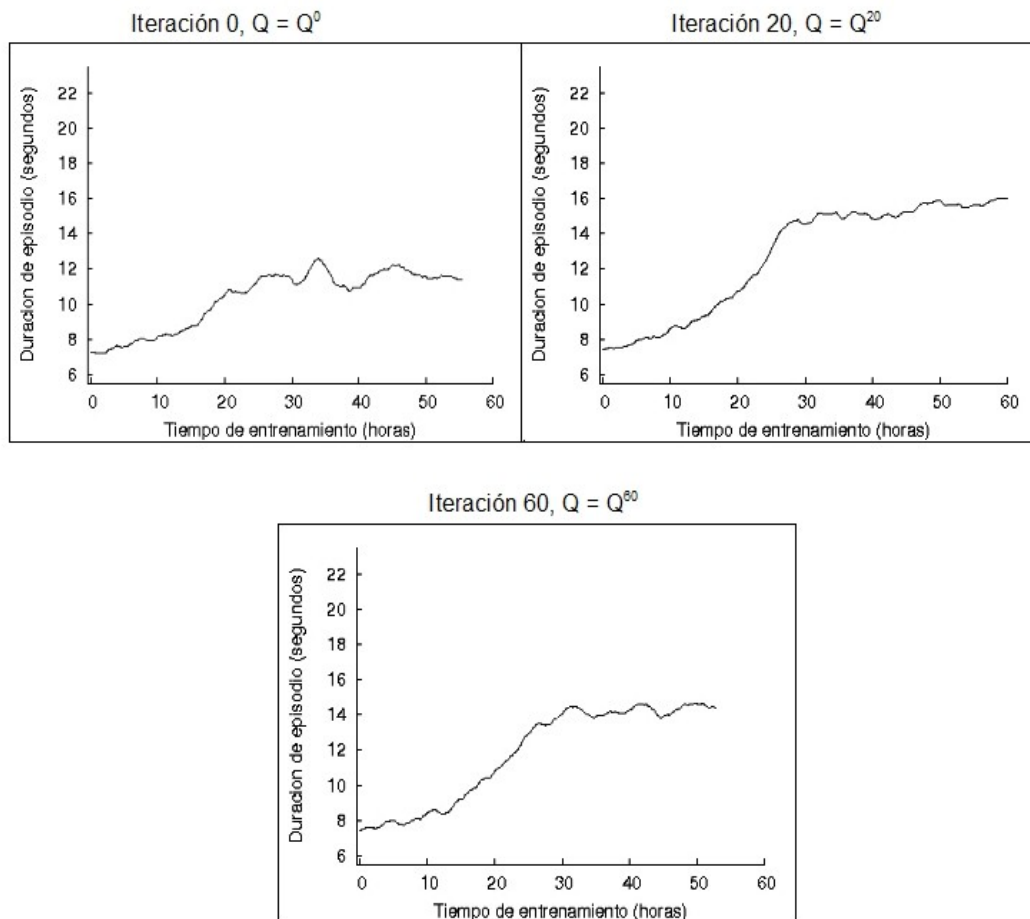 Iteración 0, Q = Q⁰
Duracion de episodio (segundos)
22
20
18
16
14
12
10
8
6
0 10 20 30 40 50 60
Tiempo de entrenamiento (horas)
Iteración 20, Q = Q²⁰
Duracion de episodio (segundos)
22
20
18
16
14
12
10
8
6
0 10 20 30 40 50 60
Tiempo de entrenamiento (horas)
Iteración 60, Q = Q⁶⁰
Duracion de episodio (segundos)
22
20
18
16
14
12
10
8
6
0 10 20 30 40 50 60
Tiempo de entrenamiento (horas)